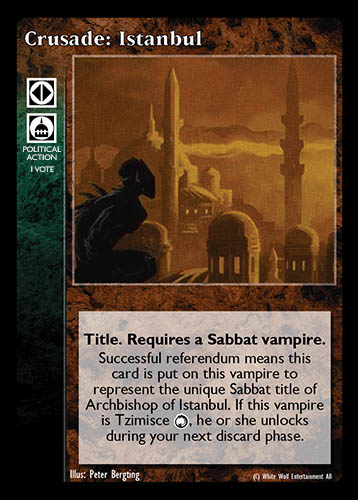 Crusade: Istanbul
POLITICAL
ACTION
1 VOTE
Title. Requires a Sabbat vampire.
Successful referendum means this
card is put on this vampire to
represent the unique Sabbat title of
Archbishop of Istanbul. If this vampire
is Tzimisce , he or she unlocks
during your next discard phase.
Illus: Peter Bergting
(C) White Wolf Entertainment AB